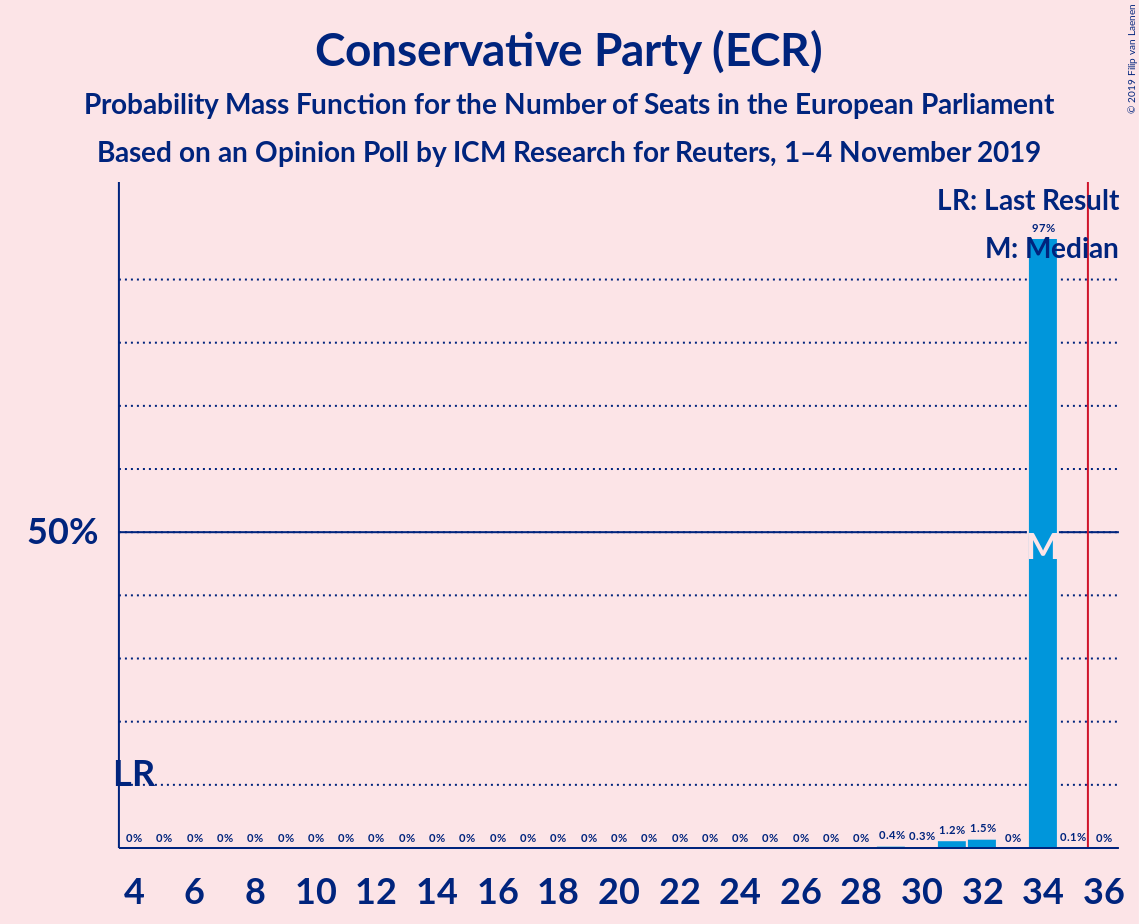 Conservative Party (ECR)
Probability Mass Function for the Number of Seats in the European Parliament
Based on an Opinion Poll by ICM Research for Reuters, 1–4 November 2019
© 2019 Filip van Laenen
LR: Last Result
97%
M: Median
50%
M
LR
0% 0% 0% 0% 0% 0% 0% 0% 0% 0% 0% 0% 0% 0% 0% 0% 0% 0% 0% 0% 0% 0% 0% 0% 0% 0.4% 0.3% 1.2% 1.5% 0% 0.1% 0%
4 6 8 10 12 14 16 18 20 22 24 26 28 30 32 34 36